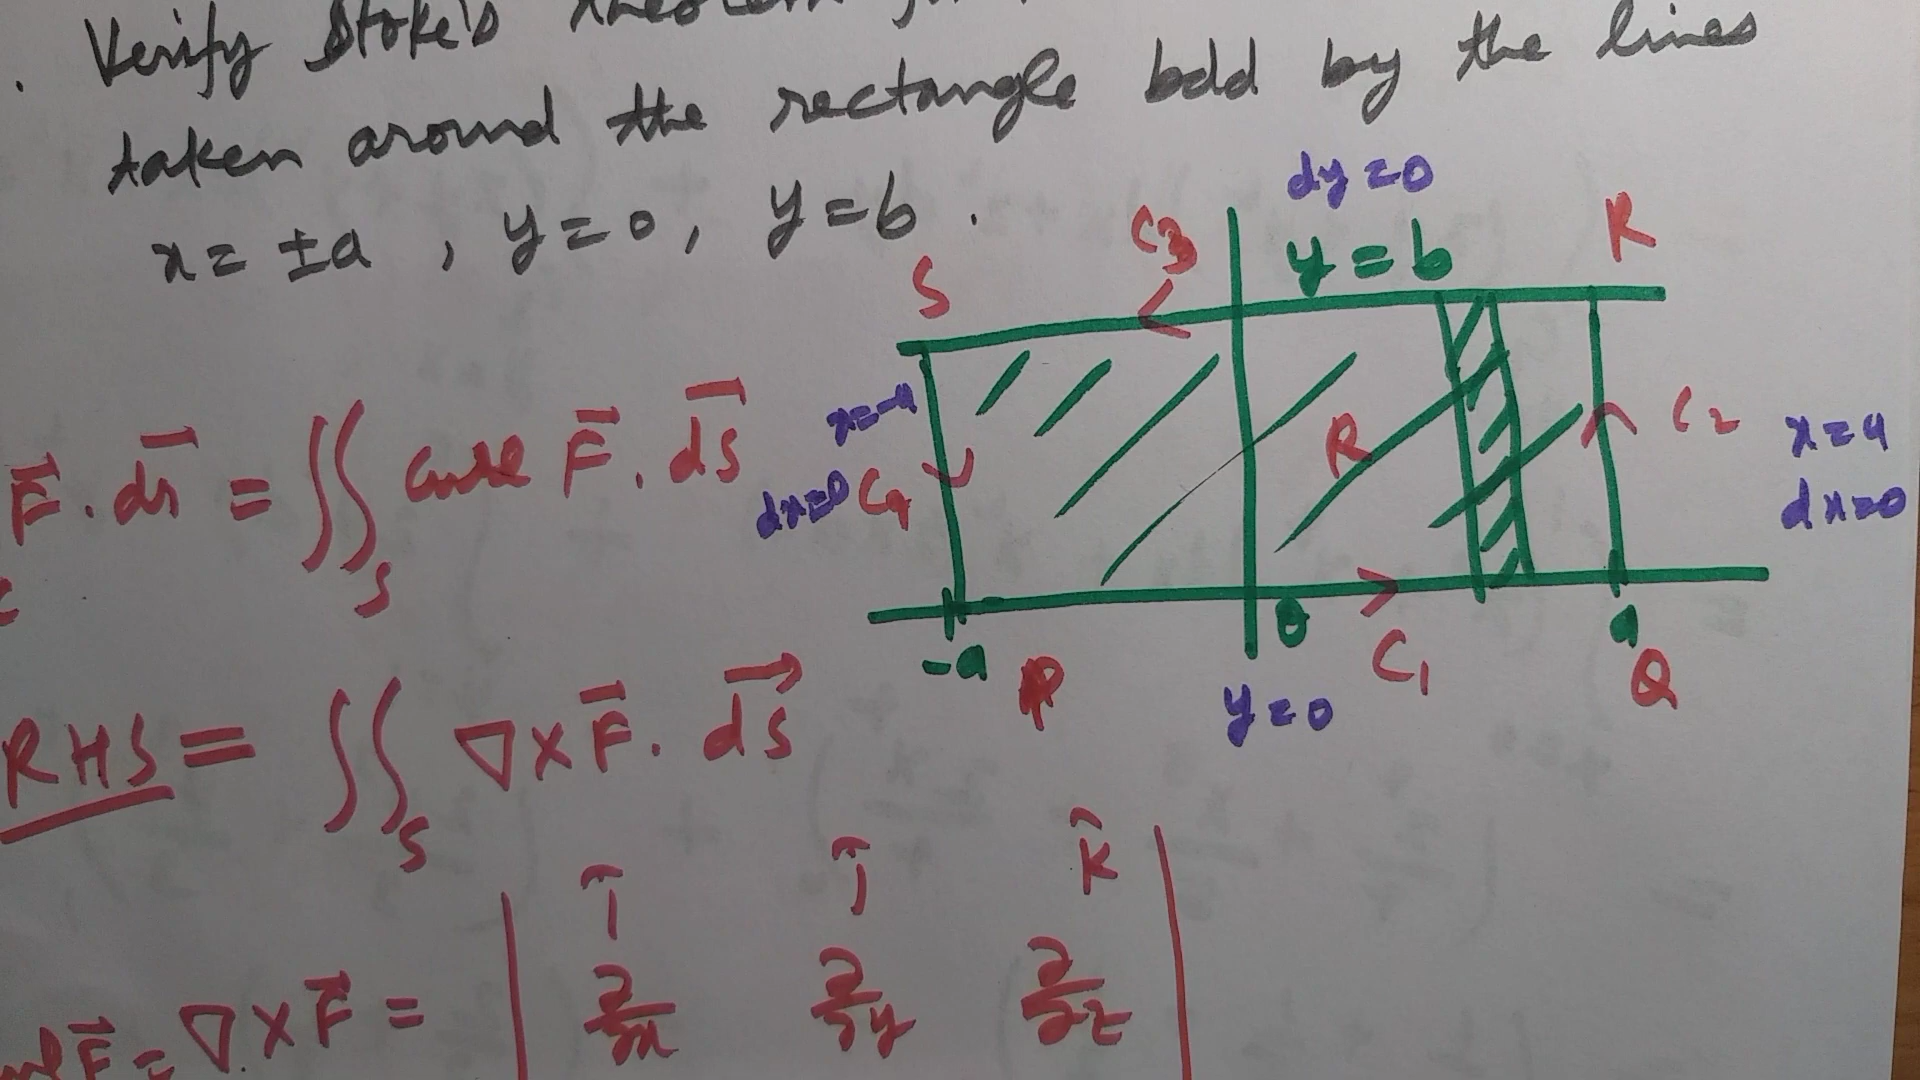 Verify Stoke's theorem
taken around the rectangle bdd by the lines
x = ±a , y = 0, y = b .
dy = 0
C3
y = b
R
S
x = -a
dx = 0
C4
R
C2
x = a
dx = 0
F⃗ . dr⃗ = ∬ curl F⃗ . ds⃗
S
-a
P
0
C1
a
Q
y = 0
RHS = ∬ ∇ × F⃗ . ds⃗
S
î ĵ k̂
F⃗ = ∇ × F⃗ = | ∂/∂x ∂/∂y ∂/∂z |